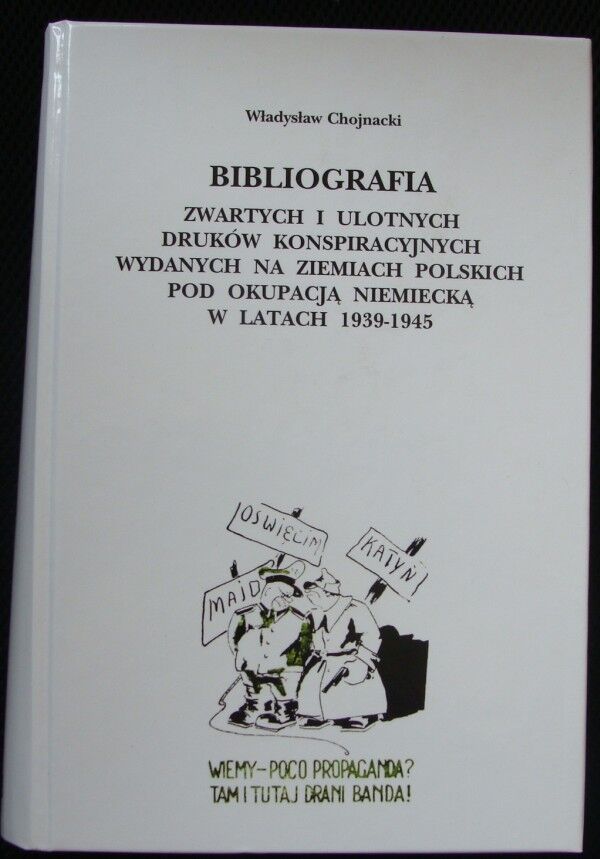 Władysław Chojnacki
BIBLIOGRAFIA
ZWARTYCH I ULOTNYCH
DRUKÓW KONSPIRACYJNYCH
WYDANYCH NA ZIEMIACH POLSKICH
POD OKUPACJĄ NIEMIECKĄ
W LATACH 1939-1945
OŚWIĘCIM
KATYŃ
MAJD
WIEMY-POCO PROPAGANDA?
TAM I TUTAJ DRANI BANDA!